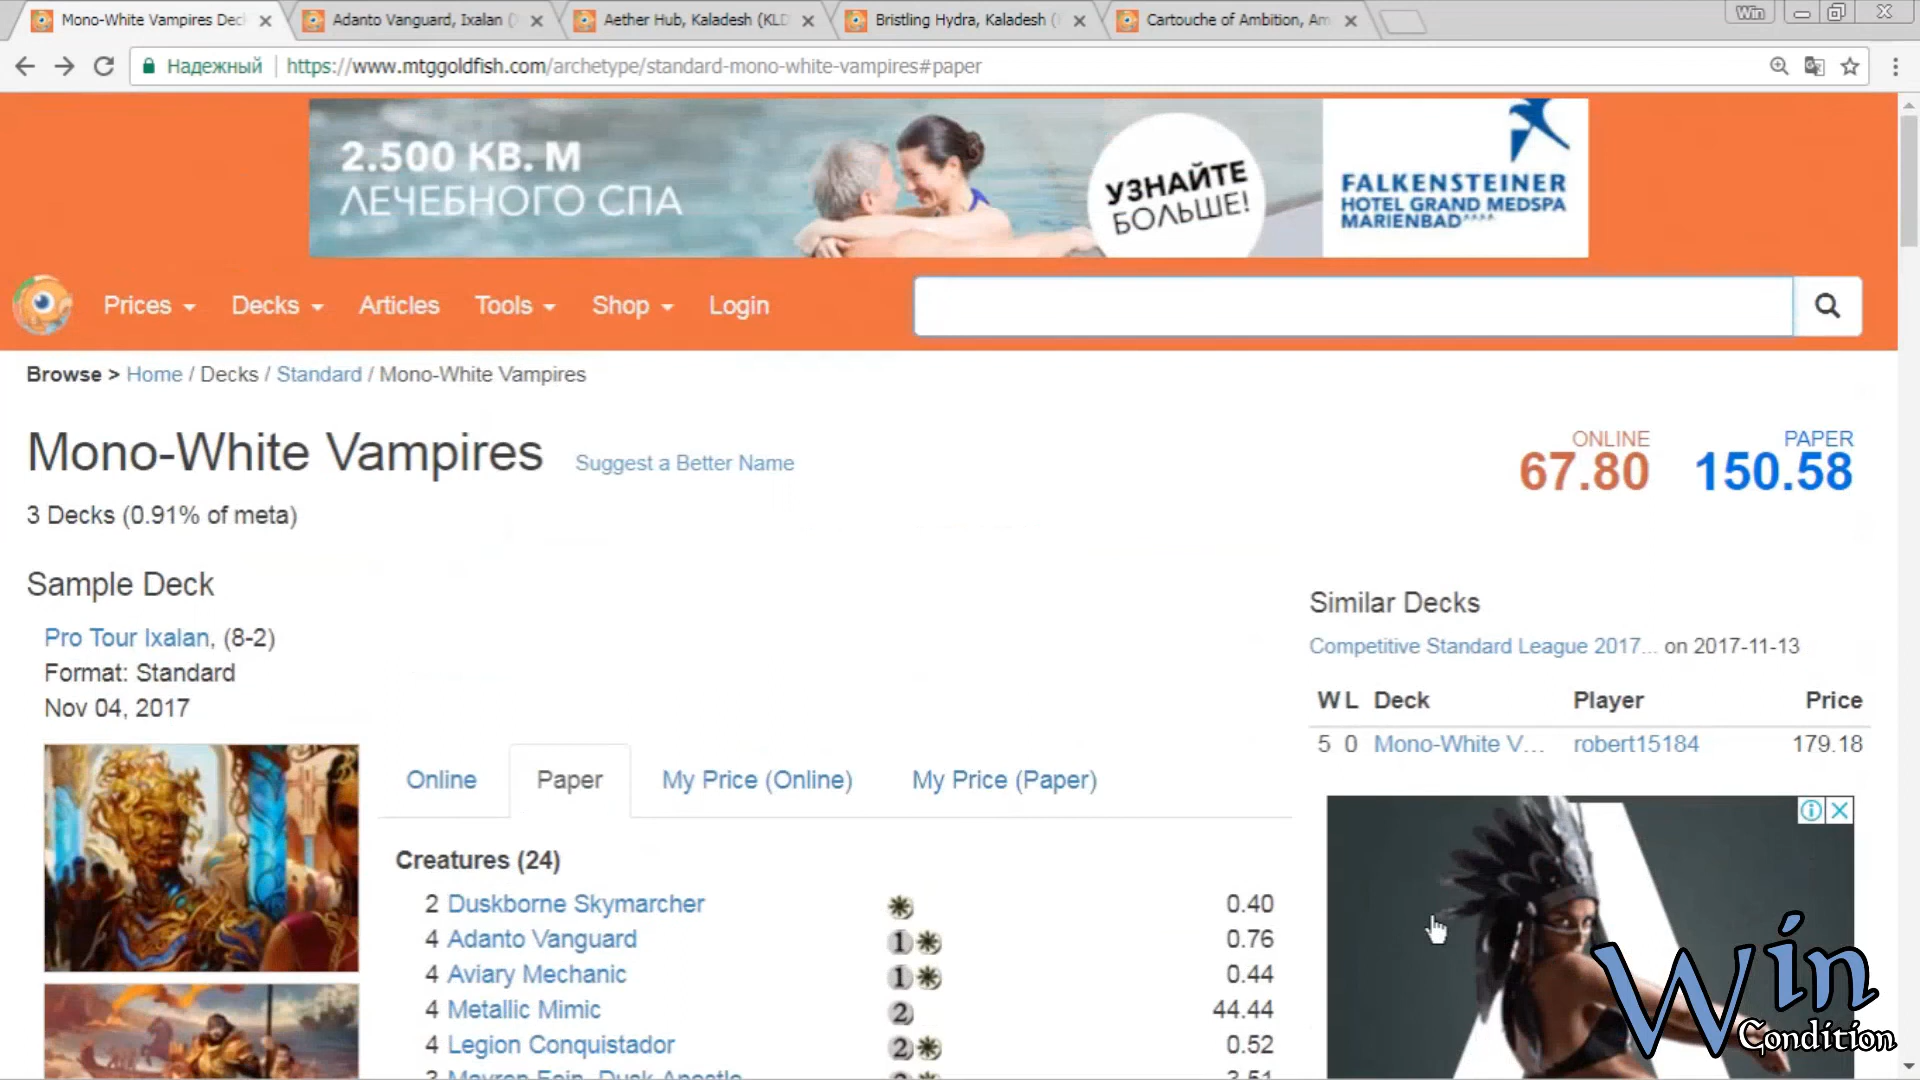 Mono-White Vampires Deck
Adanto Vanguard, Ixalan (
Aether Hub, Kaladesh (KLD
Bristling Hydra, Kaladesh (
Cartouche of Ambition, Am
Win
Надежный
https://www.mtggoldfish.com/archetype/standard-mono-white-vampires#paper
2.500 КВ. М
ЛЕЧЕБНОГО СПА
УЗНАЙТЕ
БОЛЬШЕ!
FALKENSTEINER
HOTEL GRAND MEDSPA
MARIENBAD****
Prices
Decks
Articles
Tools
Shop
Login
Browse > Home / Decks / Standard / Mono-White Vampires
Mono-White Vampires
Suggest a Better Name
ONLINE
67.80
PAPER
150.58
3 Decks (0.91% of meta)
Sample Deck
Pro Tour Ixalan, (8-2)
Format: Standard
Nov 04, 2017
Similar Decks
Competitive Standard League 2017... on 2017-11-13
W L Deck Player Price
5 0 Mono-White V... robert15184 179.18
Online
Paper
My Price (Online)
My Price (Paper)
Creatures (24)
2 Duskborne Skymarcher 0.40
4 Adanto Vanguard 1 0.76
4 Aviary Mechanic 1 0.44
4 Metallic Mimic 2 44.44
4 Legion Conquistador 2 0.52
Win
Condition